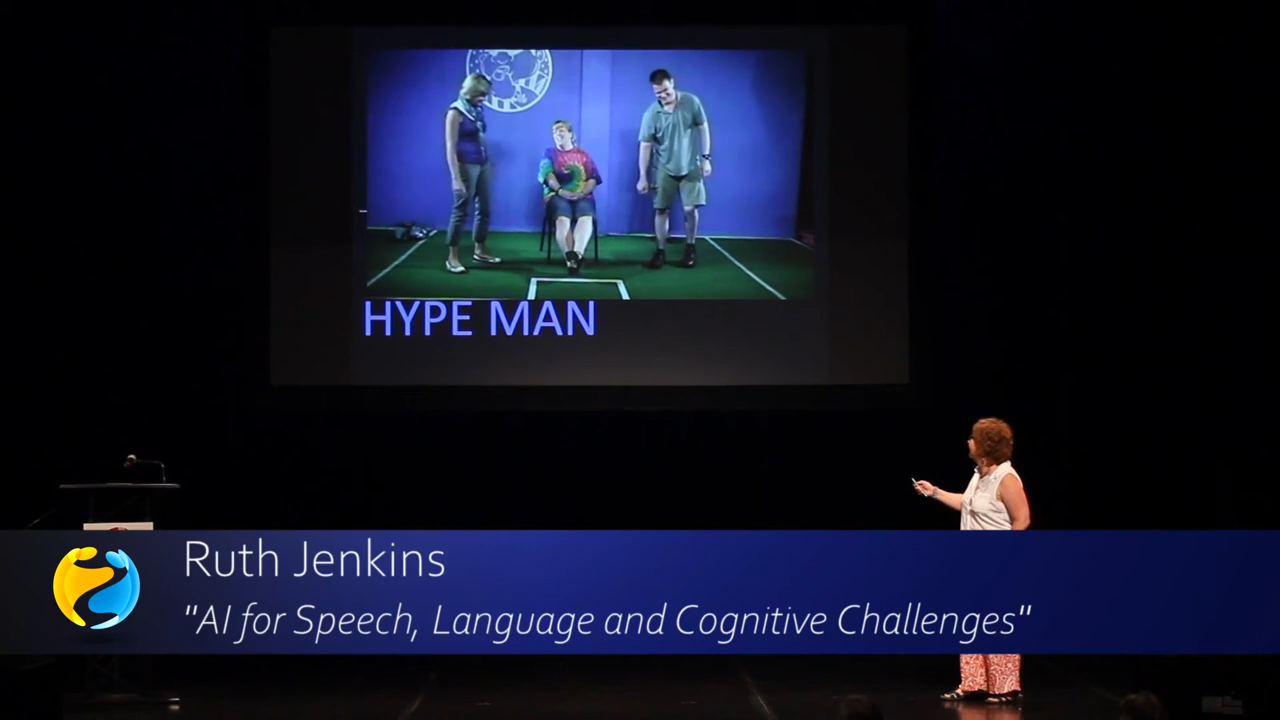 HYPE MAN
Ruth Jenkins
"AI for Speech, Language and Cognitive Challenges"